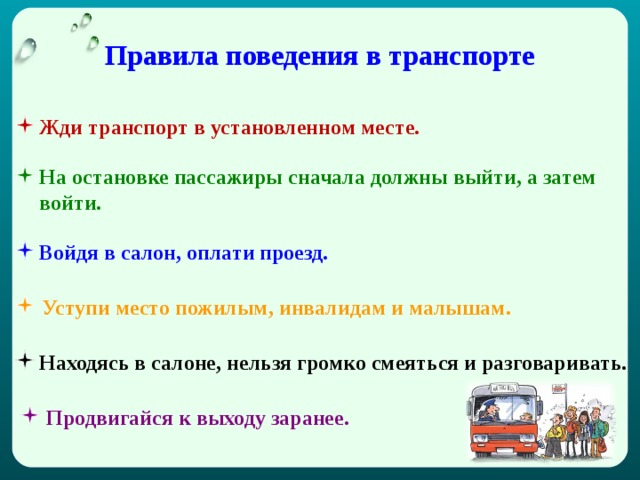 Правила поведения в транспорте
Жди транспорт в установленном месте.
На остановке пассажиры сначала должны выйти, а затем
войти.
Войдя в салон, оплати проезд.
Уступи место пожилым, инвалидам и малышам.
Находясь в салоне, нельзя громко смеяться и разговаривать.
Продвигайся к выходу заранее.